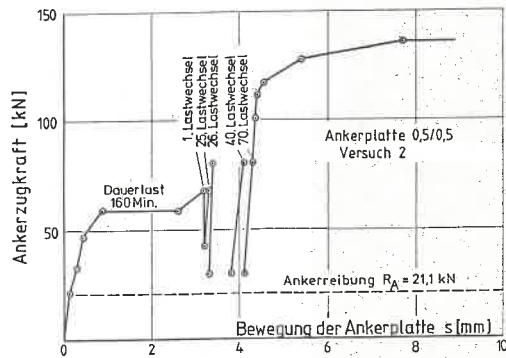 Ankerzugkraft [kN]
150
100
50
0
0
2
4
6
8
10
1. Lastwechsel
25. Lastwechsel
26. Lastwechsel
40. Lastwechsel
70. Lastwechsel
Ankerplatte 0,5/0,5
Versuch 2
Dauerlast
160 Min.
Ankerreibung RA = 21,1 kN
Bewegung der Ankerplatte s [mm]